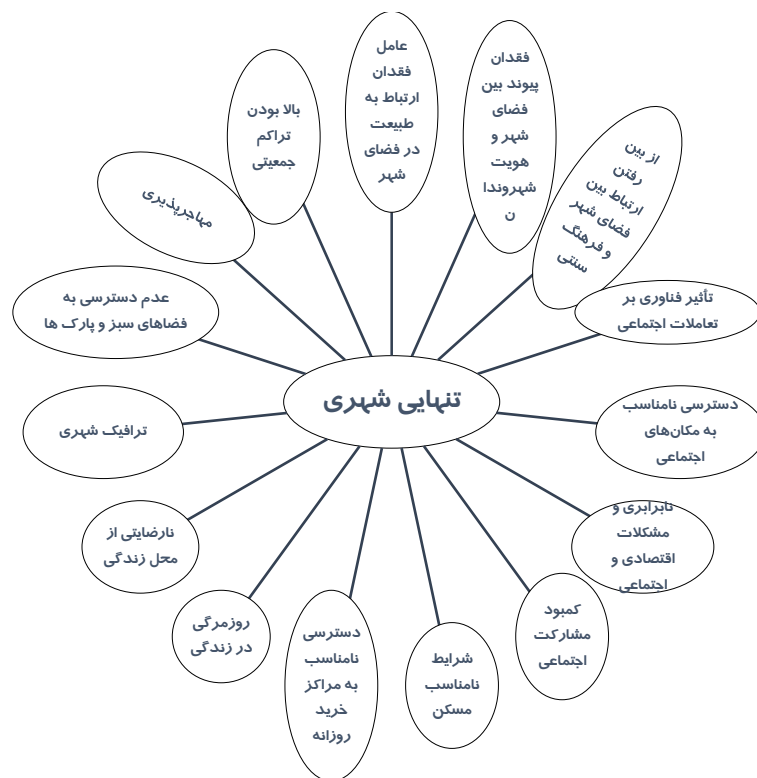 تنهایی شهری
عامل
فقدان
ارتباط به
طبیعت
در فضای
شهر
فقدان
پیوند بین
فضای
شهر و
هویت
شهروندا
ن
از بین
رفتن
ارتباط بین
فضای شهر
و فرهنگ
سنتی
تأثیر فناوری بر
تعاملات اجتماعی
دسترسی نامناسب
به مکان‌های
اجتماعی
نابرابری و
مشکلات
اقتصادی و
اجتماعی
کمبود
مشارکت
اجتماعی
شرایط
نامناسب
مسکن
دسترسی
نامناسب
به مراکز
خرید
روزانه
روزمرگی
در زندگی
نارضایتی از
محل زندگی
ترافیک شهری
عدم دسترسی به
فضاهای سبز و پارک ها
مهاجرپذیری
بالا بودن
تراکم
جمعیتی